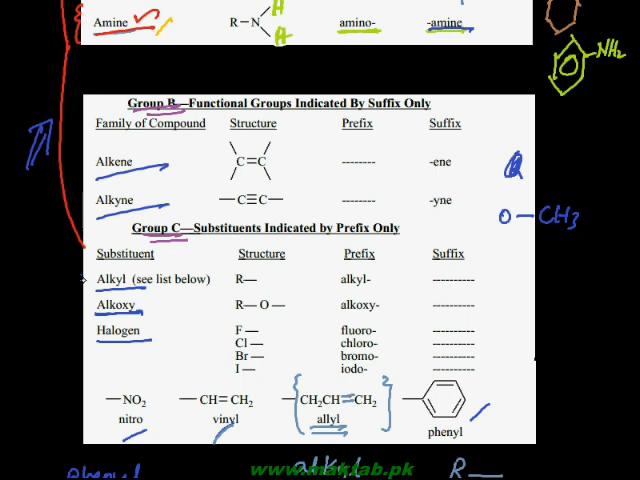 Amine R—N H H amino- -amine
NH2
Group B—Functional Groups Indicated By Suffix Only
Family of Compound Structure Prefix Suffix
Alkene C=C -------- -ene
Alkyne —C≡C— -------- -yne
O—CH3
Group C—Substituents Indicated by Prefix Only
Substituent Structure Prefix Suffix
Alkyl (see list below) R— alkyl- ----------
Alkoxy R—O— alkoxy- ----------
Halogen F— fluoro- ----------
Cl— chloro- ----------
Br— bromo- ----------
I— iodo- ----------
—NO2 —CH=CH2 —CH2CH=CH2
nitro vinyl allyl phenyl
phenyl alkyl R—
www.maktab.pk